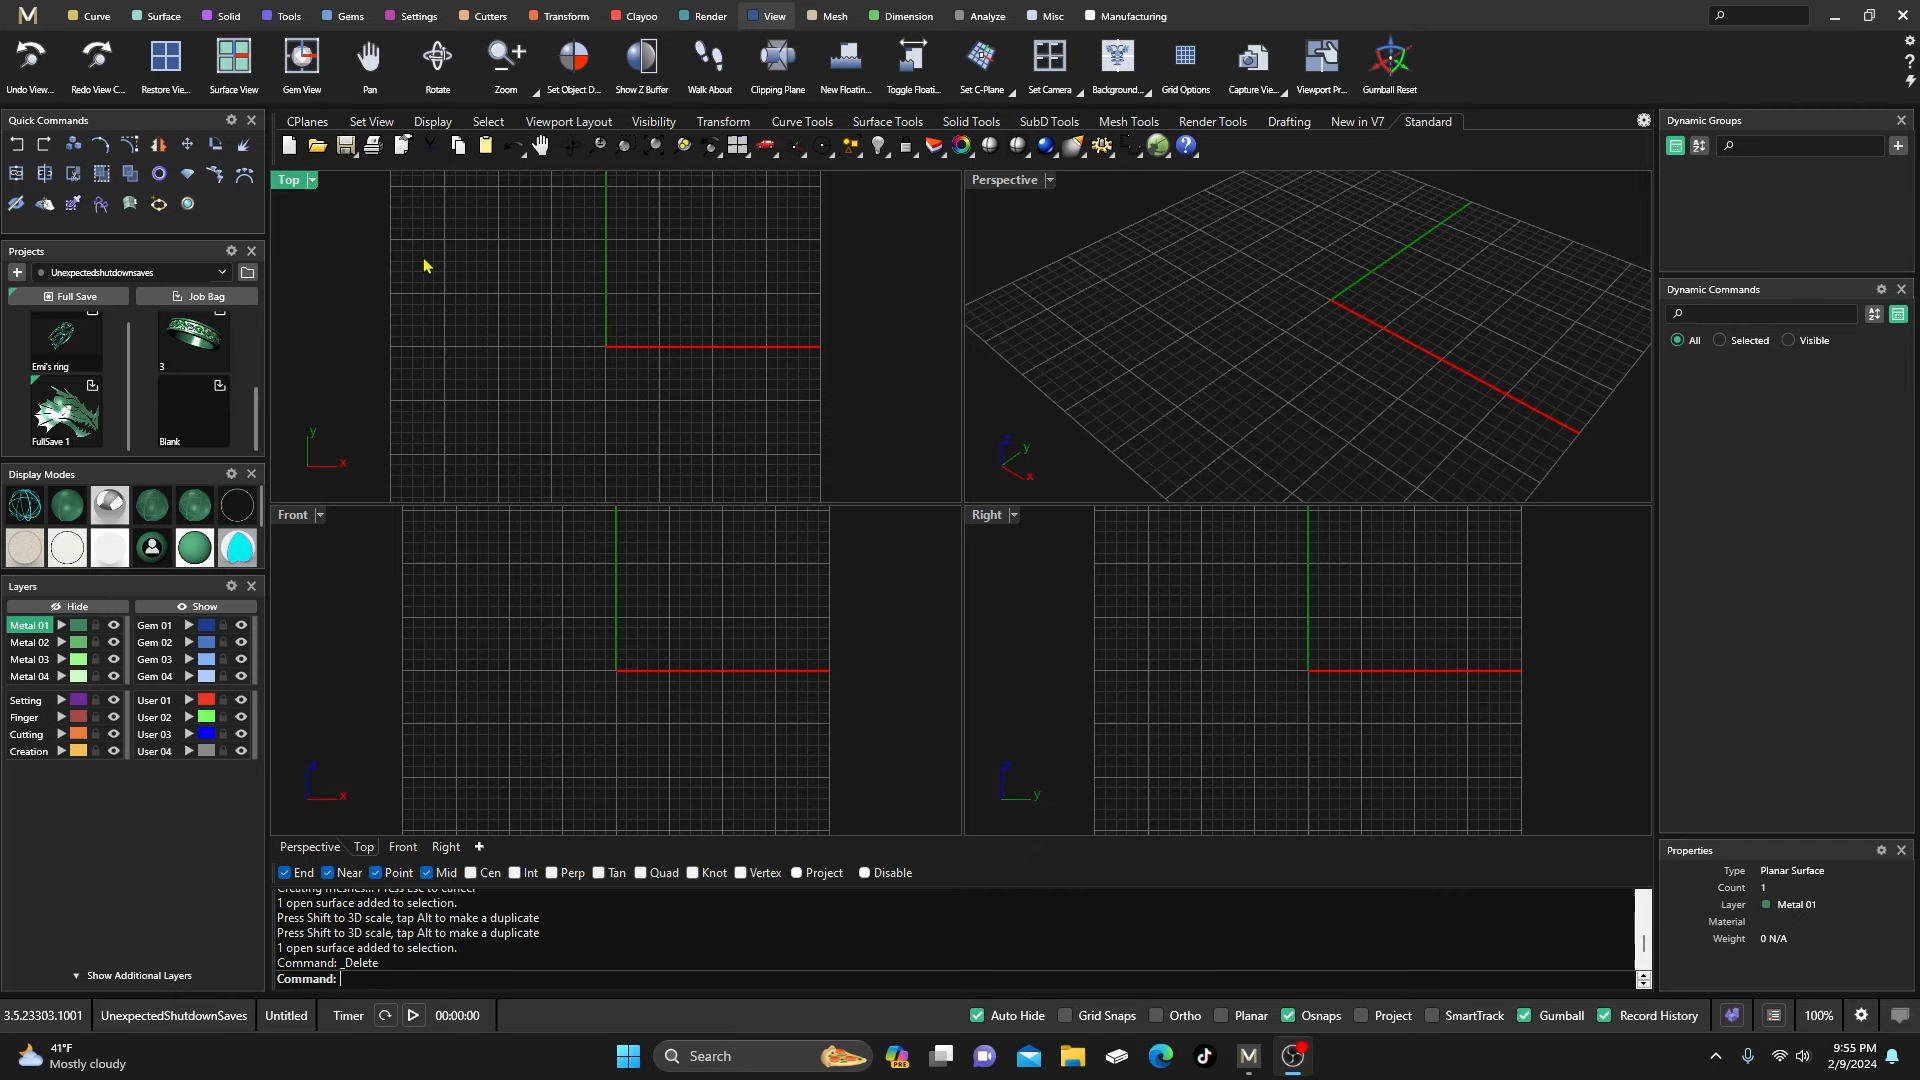 M Curve Surface Solid Tools Gems Settings Cutters Transform Clayoo Render View Mesh Dimension Analyze Misc Manufacturing
Undo View... Redo View C... Restore Vie... Surface View Gem View Pan Rotate Zoom Set Object D... Show Z Buffer Walk About Clipping Plane New Floatin... Toggle Floati... Set C-Plane Set Camera Background... Grid Options Capture Vie... Viewport Pr... Gumball Reset
Quick Commands
CPlanes Set View Display Select Viewport Layout Visibility Transform Curve Tools Surface Tools Solid Tools SubD Tools Mesh Tools Render Tools Drafting New in V7 Standard
Dynamic Groups
Top
Perspective
y
x
y
x
Projects
Unexpectedshutdownsaves
Full Save Job Bag
Emi's ring
3
FullSave 1
Blank
Dynamic Commands
All Selected Visible
Display Modes
Front
Right
z
x
z
y
Layers
Hide Show
Metal 01 Gem 01
Metal 02 Gem 02
Metal 03 Gem 03
Metal 04 Gem 04
Setting User 01
Finger User 02
Cutting User 03
Creation User 04
Show Additional Layers
Perspective Top Front Right
End Near Point Mid Cen Int Perp Tan Quad Knot Vertex Project Disable
Creating meshes... Press Esc to cancel
1 open surface added to selection.
Press Shift to 3D scale, tap Alt to make a duplicate
Press Shift to 3D scale, tap Alt to make a duplicate
1 open surface added to selection.
Command: _Delete
Command:
Properties
Type Planar Surface
Count 1
Layer Metal 01
Material
Weight 0 N/A
3.5.23303.1001 UnexpectedShutdownSaves Untitled Timer 00:00:00 Auto Hide Grid Snaps Ortho Planar Osnaps Project SmartTrack Gumball Record History 100%
41°F
Mostly cloudy
Search
PRE
M
9:55 PM
2/9/2024